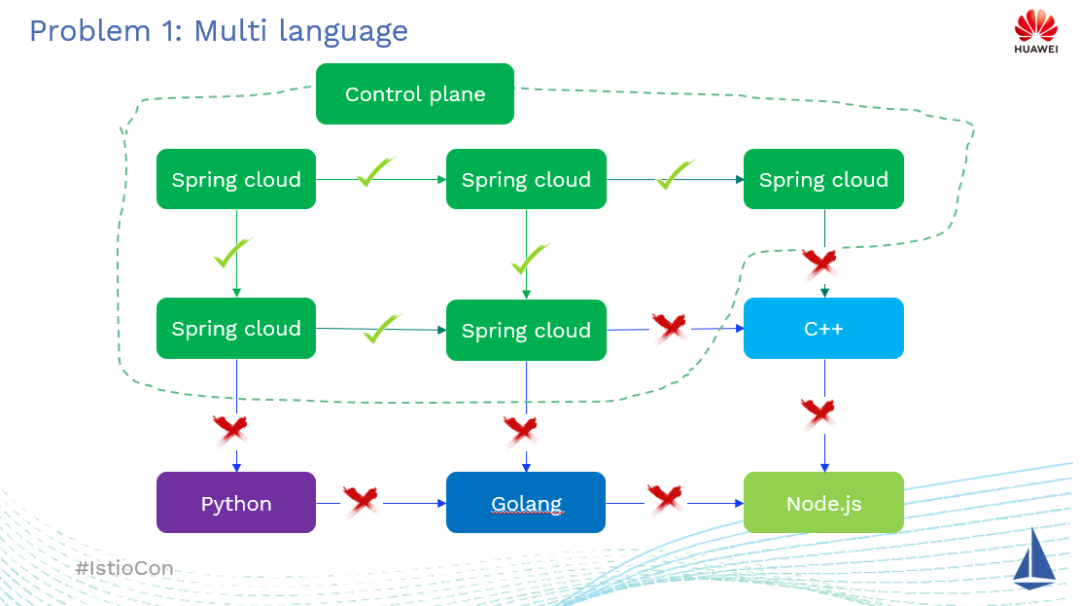 Problem 1: Multi language
HUAWEI
Control plane
Spring cloud
Spring cloud
Spring cloud
Spring cloud
Spring cloud
C++
Python
Golang
Node.js
#IstioCon